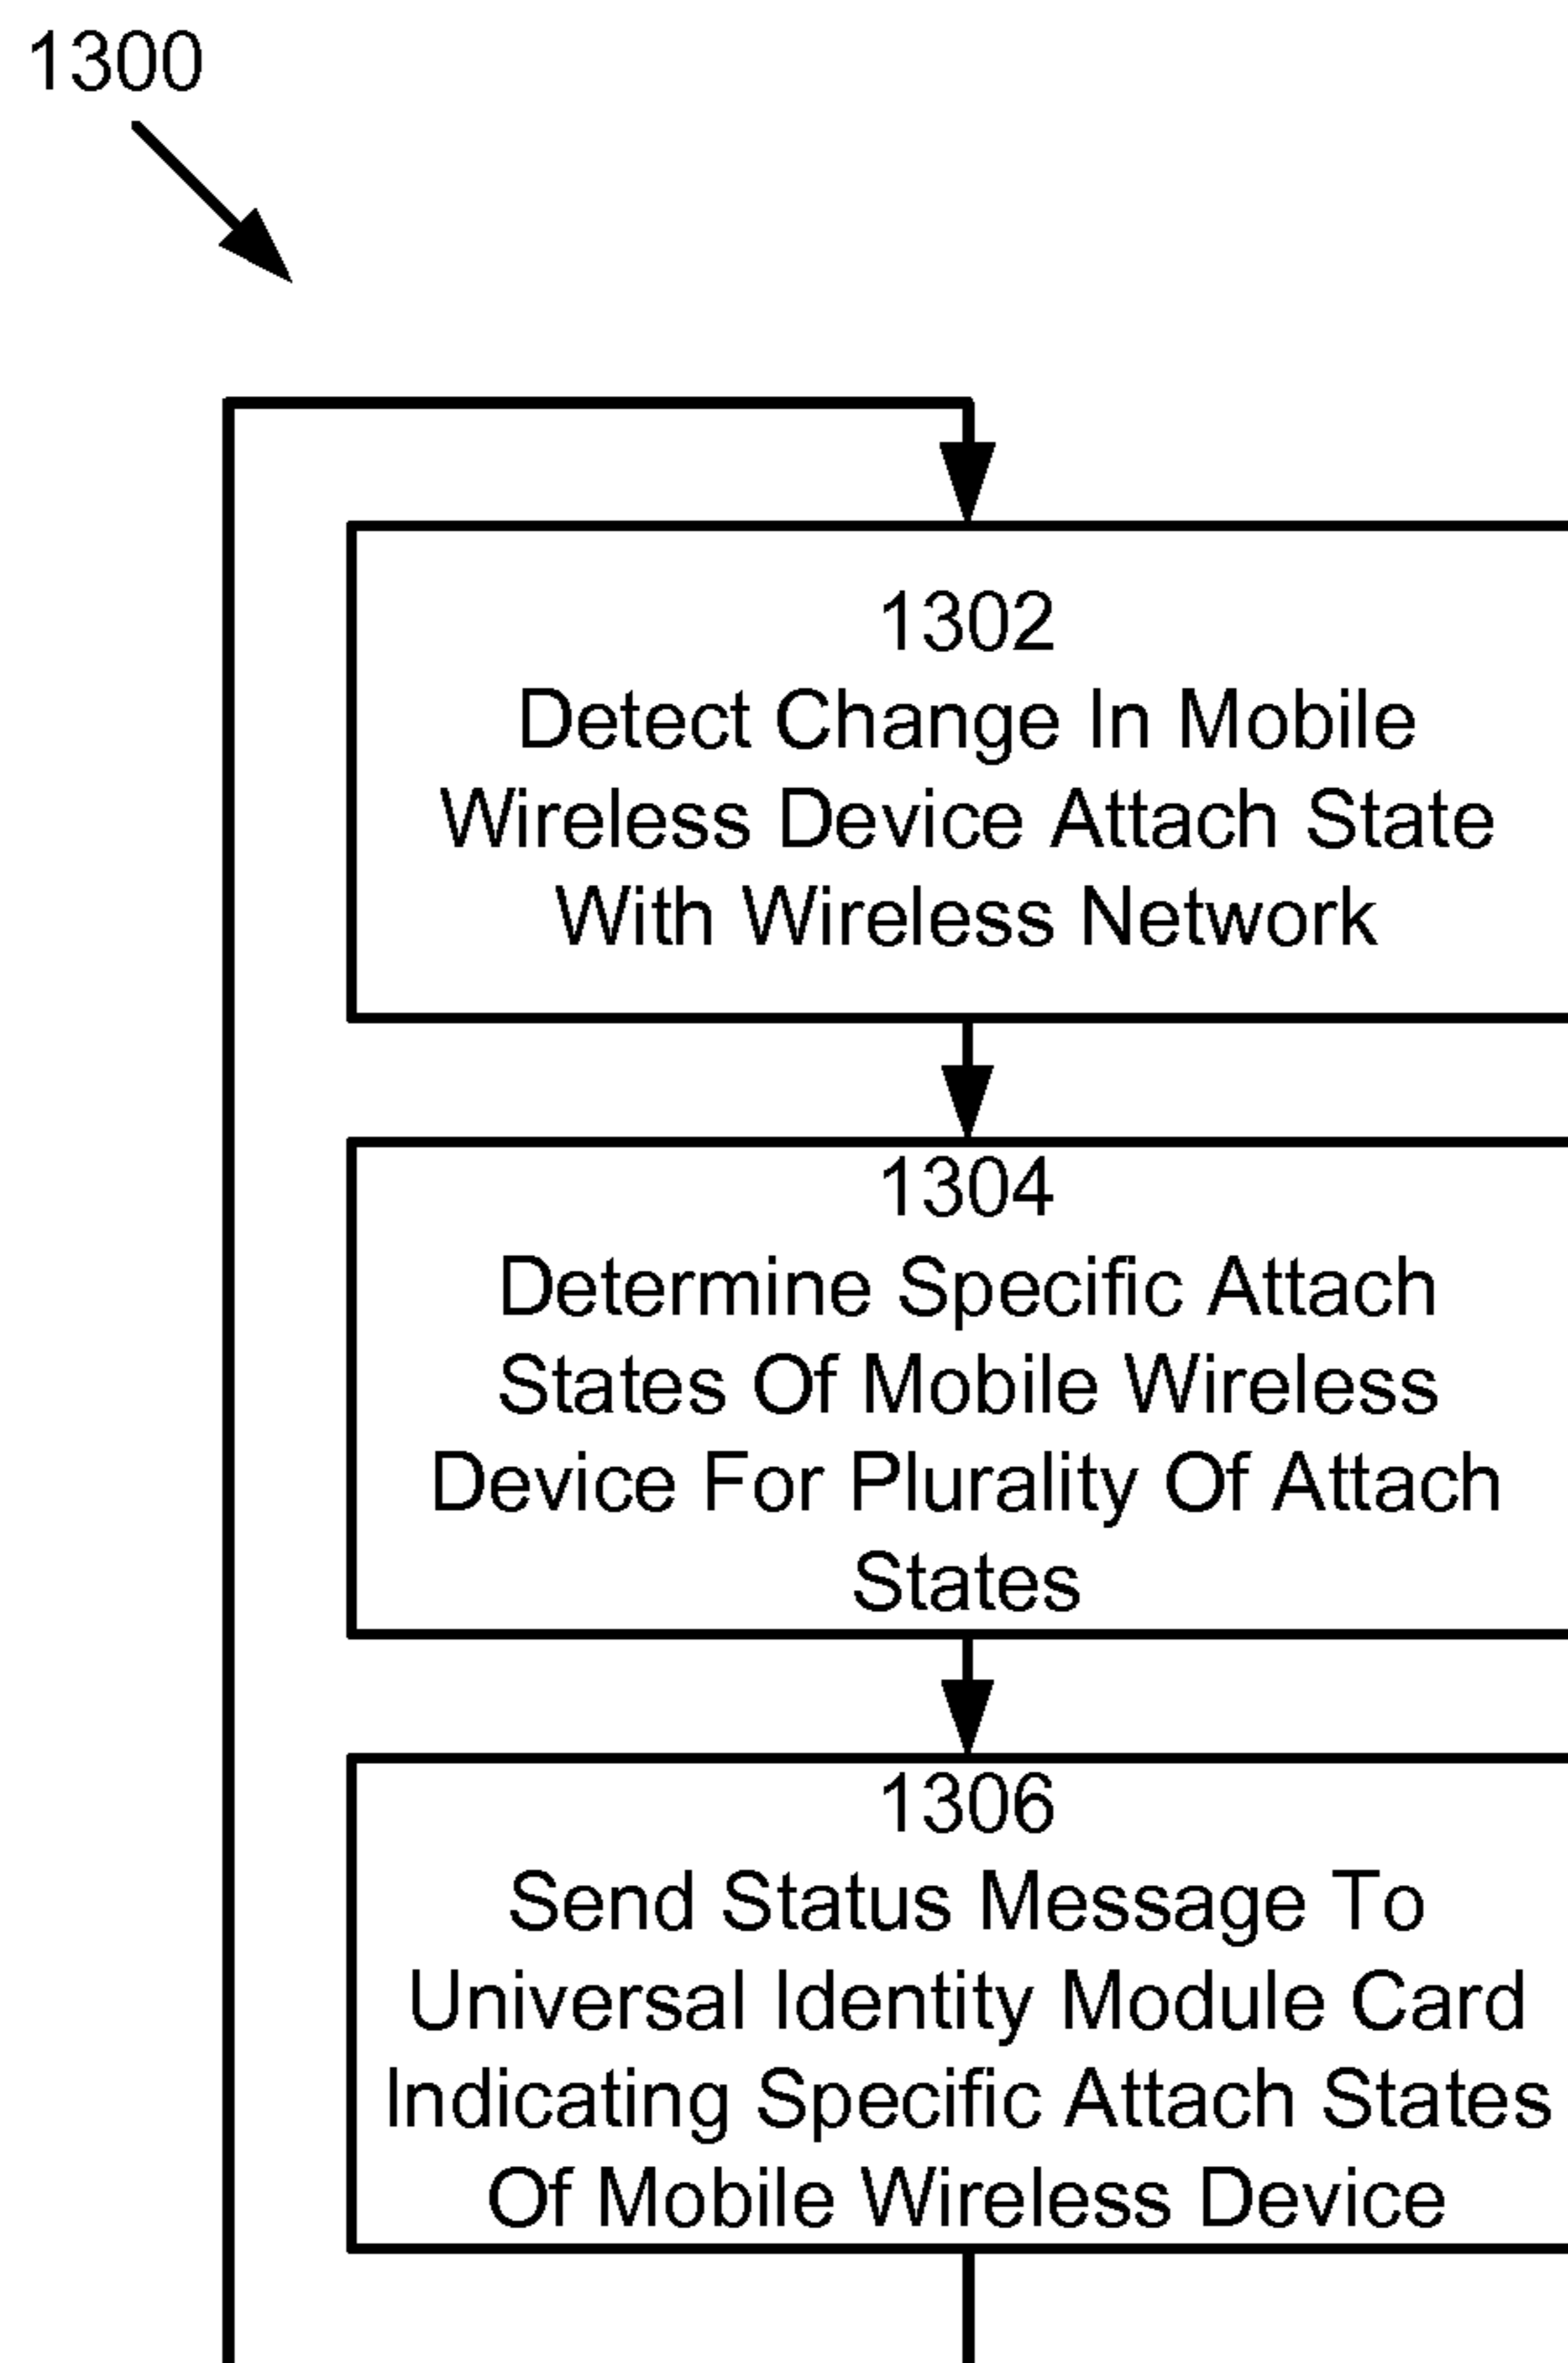 1300
1302
Detect Change In Mobile
Wireless Device Attach State
With Wireless Network
1304
Determine Specific Attach
States Of Mobile Wireless
Device For Plurality Of Attach
States
1306
Send Status Message To
Universal Identity Module Card
Indicating Specific Attach States
Of Mobile Wireless Device